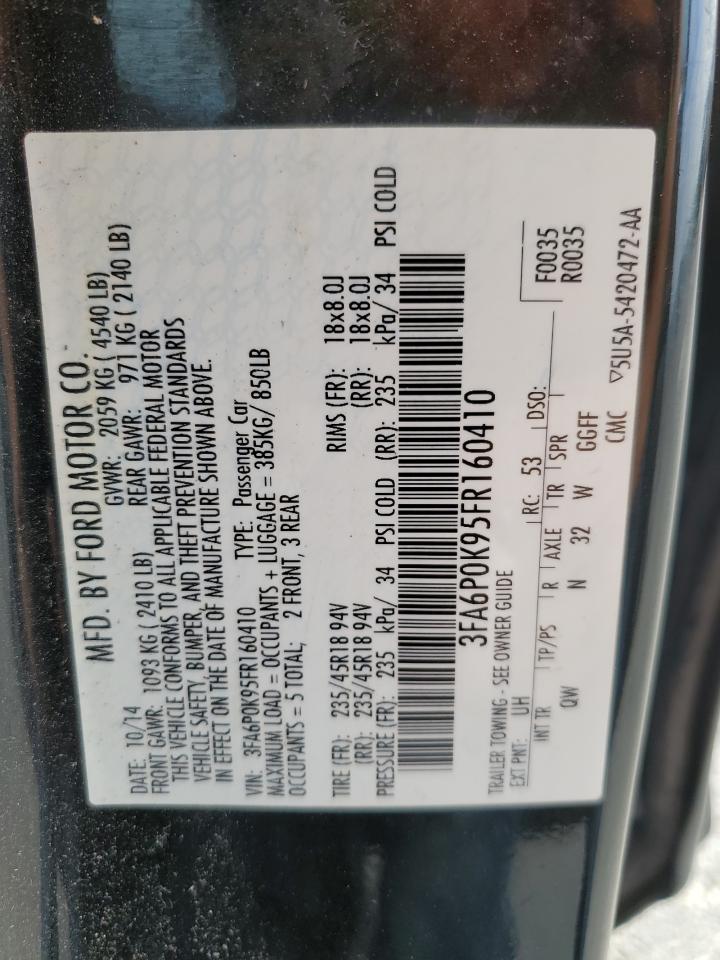 MFD. BY FORD MOTOR CO.
DATE: 10/14 GVWR: 2059 KG ( 4540 LB)
FRONT GAWR: 1093 KG (2410 LB) REAR GAWR: 971 KG ( 2140 LB)
THIS VEHICLE CONFORMS TO ALL APPLICABLE FEDERAL MOTOR
VEHICLE SAFETY, BUMPER, AND THEFT PREVENTION STANDARDS
IN EFFECT ON THE DATE OF MANUFACTURE SHOWN ABOVE.
VIN: 3FA6P0K95FR160410 TYPE: Passenger Car
MAXIMUM LOAD = OCCUPANTS + LUGGAGE = 385KG/ 850LB
OCCUPANTS = 5 TOTAL; 2 FRONT, 3 REAR
TIRE (FR): 235/45R18 94V RIMS (FR): 18x8.0J
(RR): 235/45R18 94V (RR): 18x8.0J
PRESSURE (FR): 235 kPa/ 34 PSI COLD (RR): 235 kPa/ 34 PSI COLD
3FA6P0K95FR160410
TRAILER TOWING - SEE OWNER GUIDE
EXT PNT: UH RC: 53 DSO: F0035
R0035
INT TR TP/PS R AXLE TR SPR
QW N 32 W GGFF
CMC ▽5U5A-5420472-AA